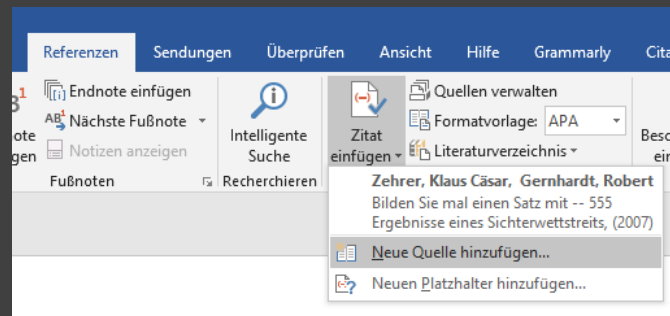 Referenzen Sendungen Überprüfen Ansicht Hilfe Grammarly
Endnote einfügen
AB¹ Nächste Fußnote
Notizen anzeigen
Fußnoten
Intelligente
Suche
Recherchieren
Zitat
einfügen
Quellen verwalten
Formatvorlage: APA
Literaturverzeichnis
Zehrer, Klaus Cäsar, Gernhardt, Robert
Bilden Sie mal einen Satz mit -- 555
Ergebnisse eines Sichterwettstreits, (2007)
Neue Quelle hinzufügen...
Neuen Platzhalter hinzufügen...